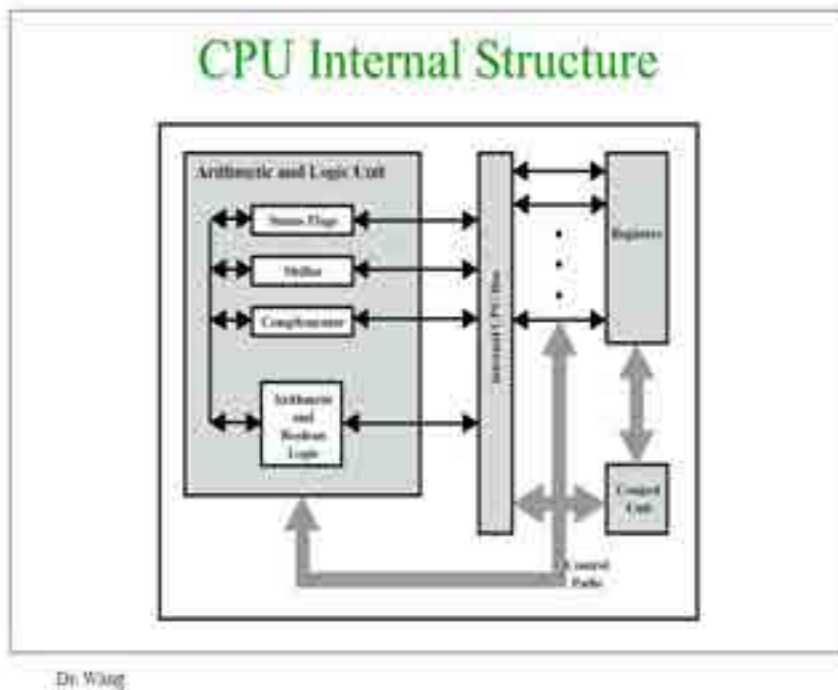 CPU Internal Structure
Arithmetic and Logic Unit
Status Flags
Shifter
Complementer
Arithmetic
and
Boolean
Logic
Internal CPU Bus
Registers
Control
Unit
Control
Paths
Dr. Wang